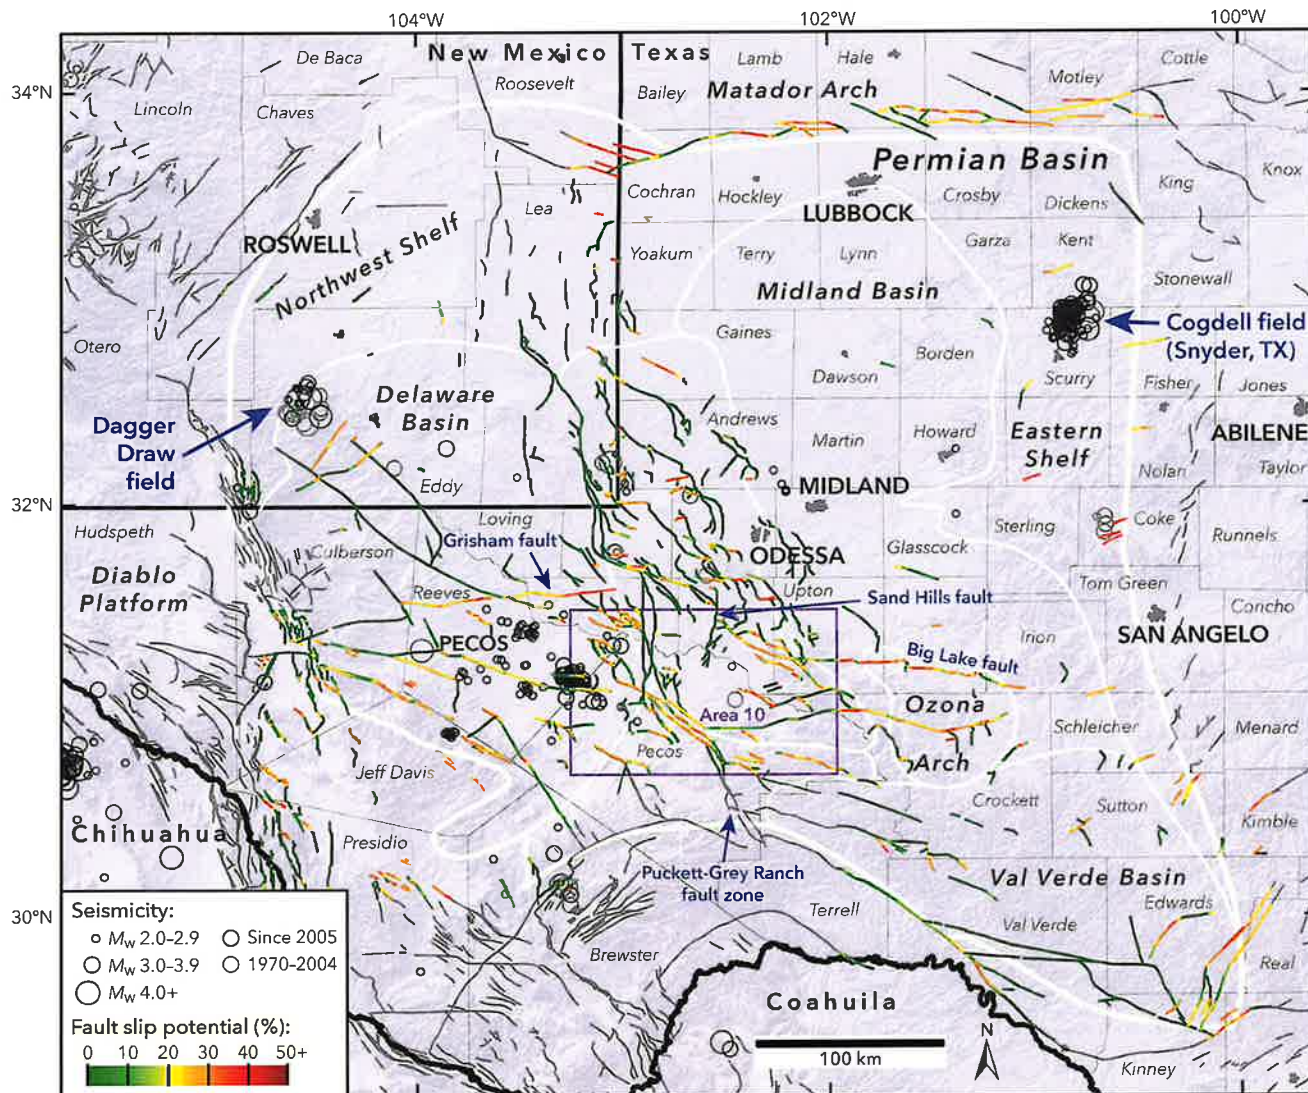 104°W 102°W 100°W
New Mexico Texas
De Baca Lamb Hale Cottle
Roosevelt Bailey Matador Arch Motley
34°N
Lincoln Chaves
Permian Basin Knox
Cochran Hockley Crosby King
Lea LUBBOCK Dickens
ROSWELL
Northwest Shelf
Yoakum Terry Lynn Garza Kent
Stonewall
Midland Basin
Cogdell field
(Snyder, TX)
Otero Gaines Borden
Dawson Scurry Fisher Jones
Delaware
Basin
Dagger
Draw
field
Andrews Martin Howard
Eastern
Shelf
ABILENE
Nolan Taylor
Eddy MIDLAND
32°N
Hudspeth Loving
Grisham fault
Culberson ODESSA
Glasscock Sterling Coke Runnels
Diablo
Platform
Reeves Upton Tom Green
Sand Hills fault
Concho
PECOS Irion SAN ANGELO
Big Lake fault
Area 10
Ozona
Arch
Schleicher Menard
Pecos
Jeff Davis
Crockett Sutton
Kimble
Chihuahua
Presidio
Puckett-Grey Ranch
fault zone
Val Verde Basin
Edwards
Terrell Val Verde
30°N
Brewster Real
Coahuila
N
100 km
Kinney
Seismicity:
Mw 2.0–2.9 Since 2005
Mw 3.0–3.9 1970–2004
Mw 4.0+
Fault slip potential (%):
0 10 20 30 40 50+